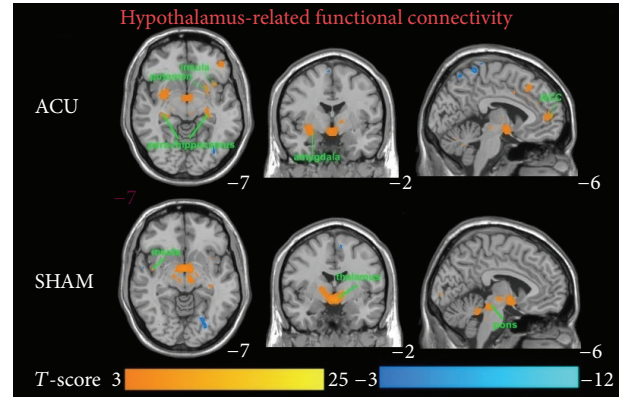 Hypothalamus-related functional connectivity
ACU
insula
putamen
parahippocampus
amygdala
ACC
−7
−2
−6
−7
SHAM
insula
thalamus
pons
−7
−2
−6
T-score 3 25 −3 −12